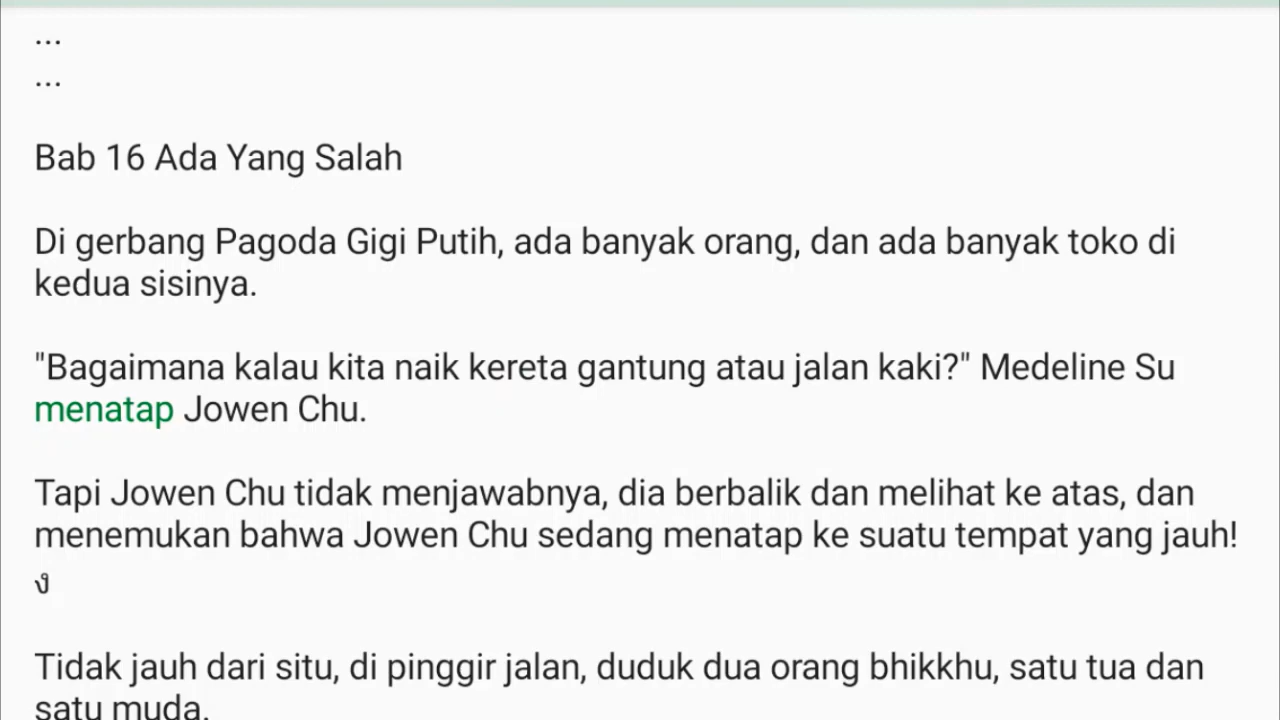 ...
...
Bab 16 Ada Yang Salah
Di gerbang Pagoda Gigi Putih, ada banyak orang, dan ada banyak toko di
kedua sisinya.
"Bagaimana kalau kita naik kereta gantung atau jalan kaki?" Medeline Su
menatap Jowen Chu.
Tapi Jowen Chu tidak menjawabnya, dia berbalik dan melihat ke atas, dan
menemukan bahwa Jowen Chu sedang menatap ke suatu tempat yang jauh!
Tidak jauh dari situ, di pinggir jalan, duduk dua orang bhikkhu, satu tua dan
satu muda.